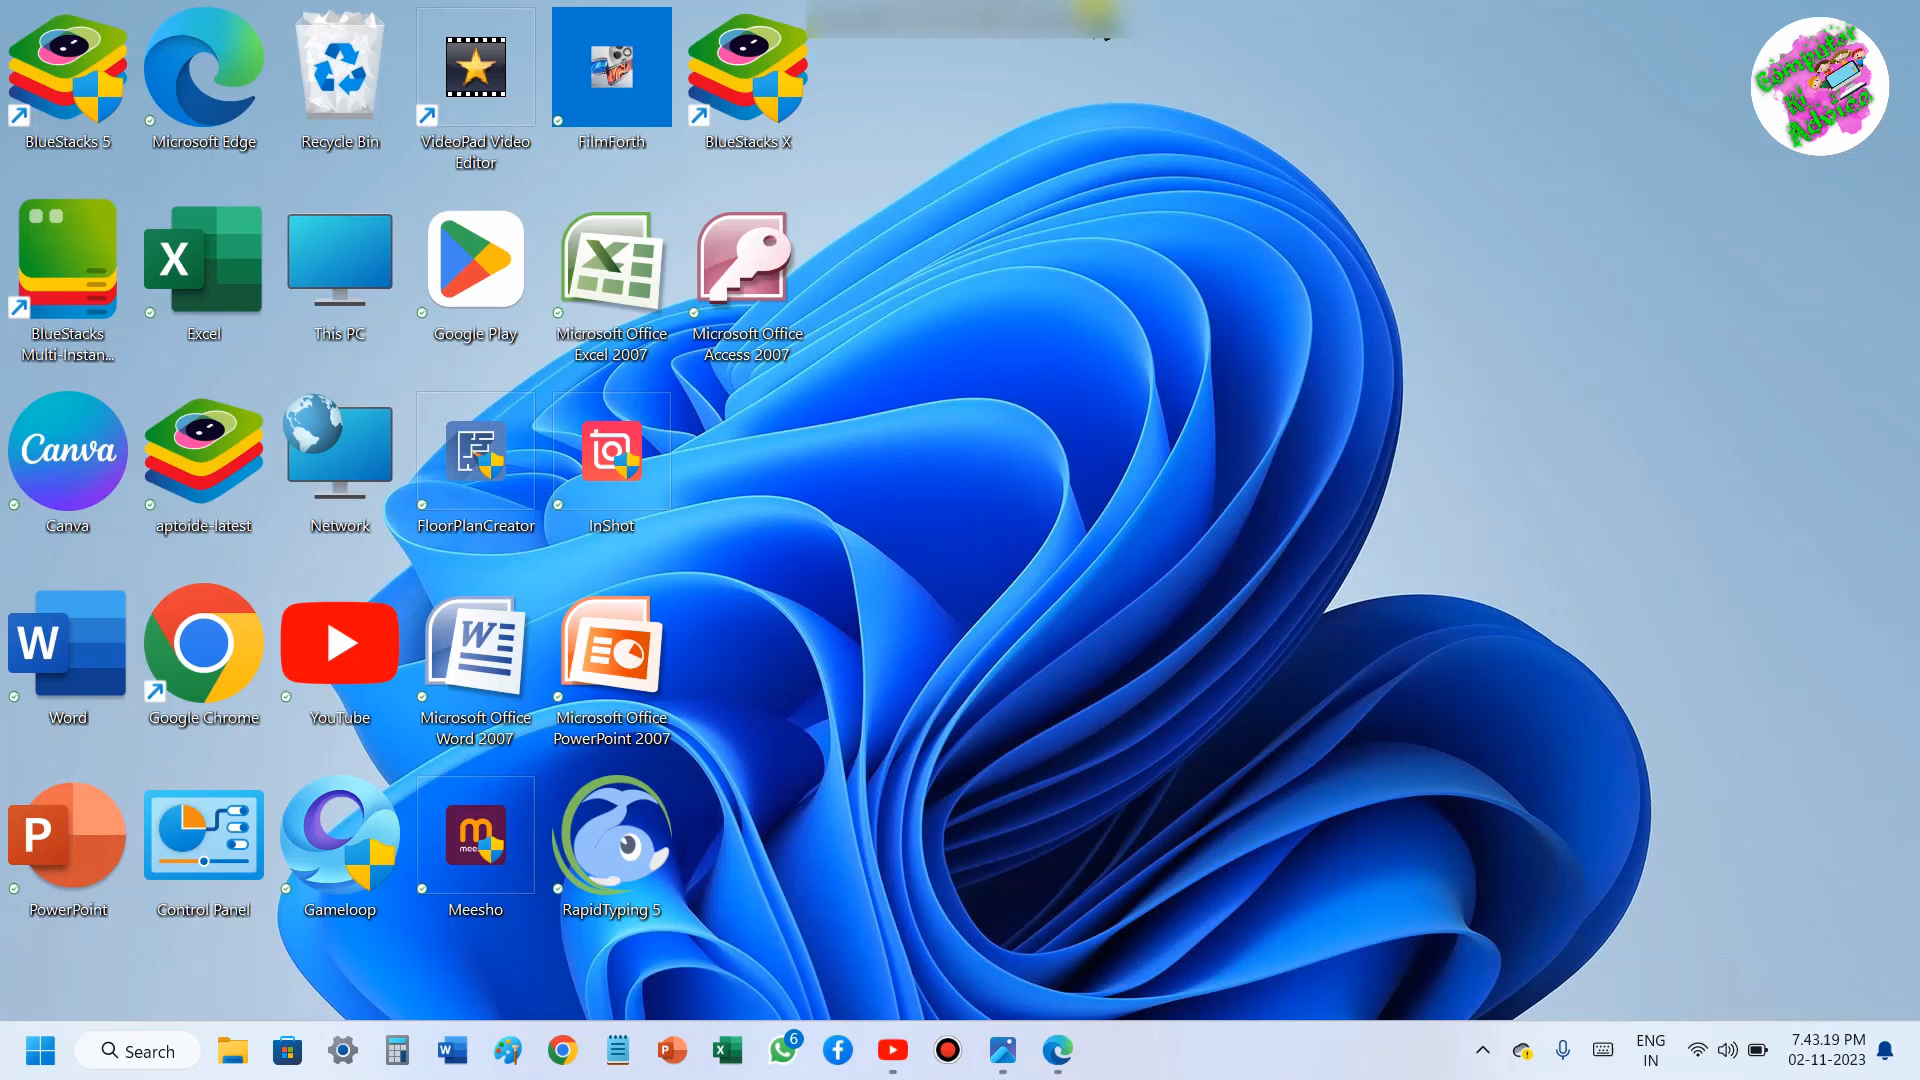 BlueStacks 5
Microsoft Edge
Recycle Bin
VideoPad Video
Editor
FilmForth
BlueStacks X
Computer
Ki
Advice
BlueStacks
Multi-Instan...
X
Excel
This PC
Google Play
Microsoft Office
Excel 2007
Microsoft Office
Access 2007
Canva
Canva
aptoide-latest
Network
FloorPlanCreator
InShot
W
Word
Google Chrome
YouTube
W
Microsoft Office
Word 2007
Microsoft Office
PowerPoint 2007
P
PowerPoint
Control Panel
Gameloop
m
Meesho
RapidTyping 5
Search
W
P
X
6
ENG
IN
7.43.19 PM
02-11-2023